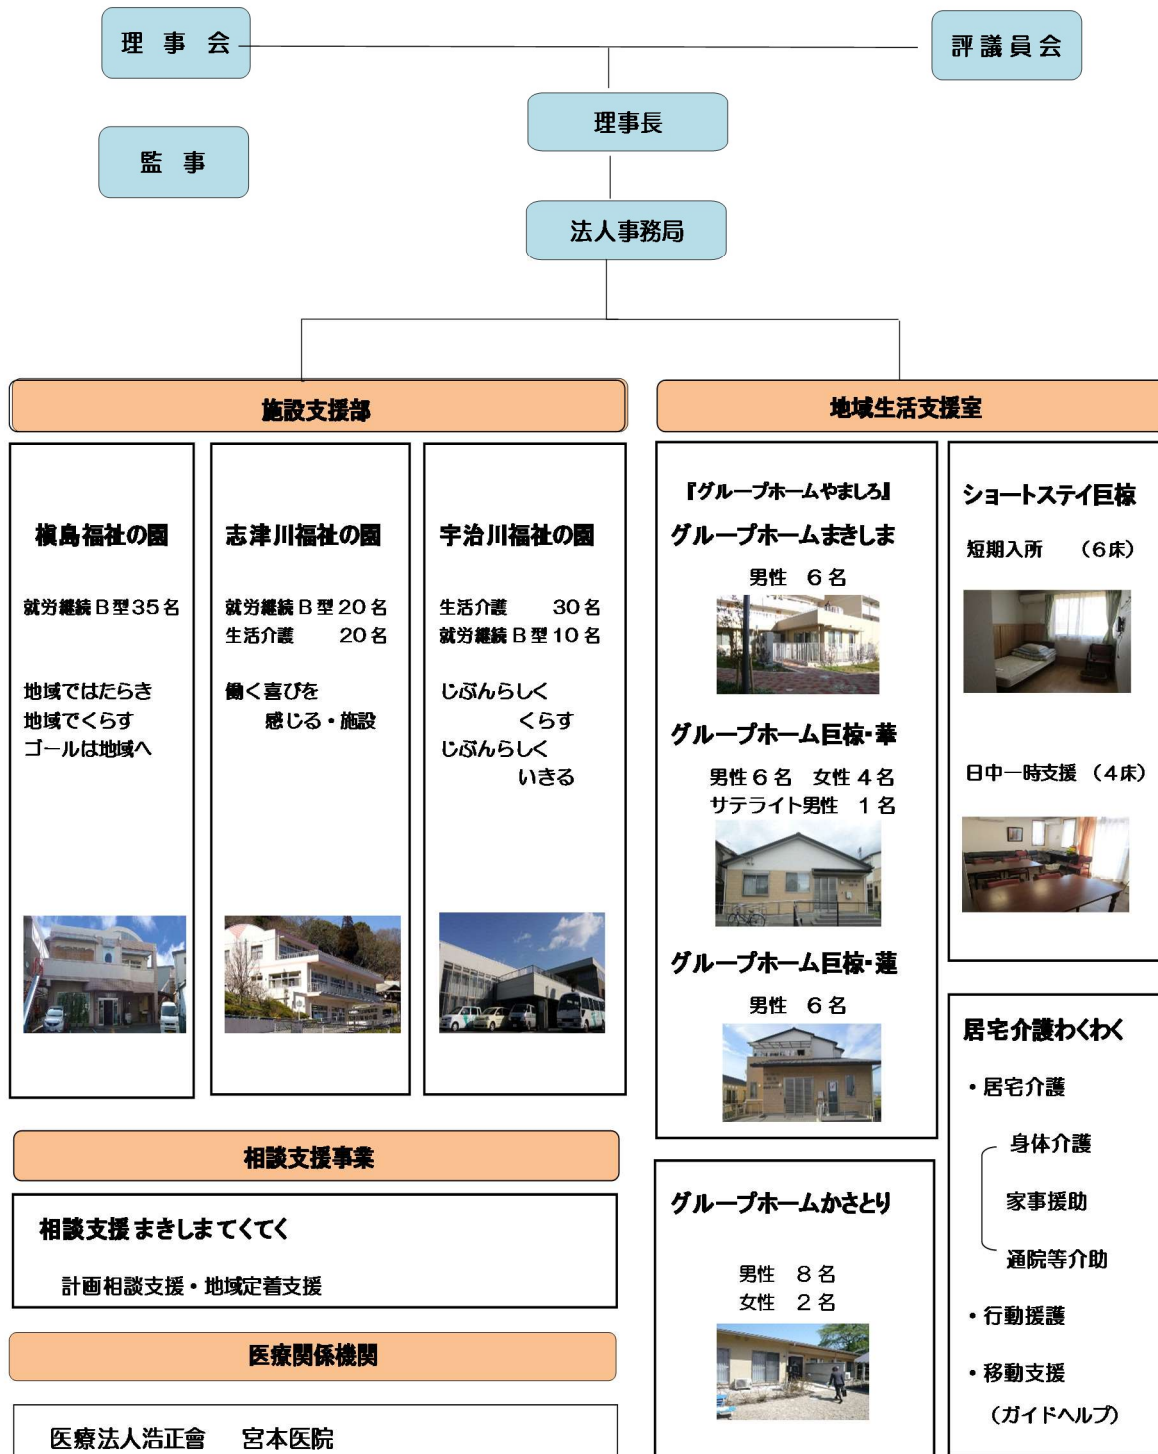 理事会
評議員会
理事長
監事
法人事務局
施設支援部
槇島福祉の園
就労継続B型35名
地域ではたらき
地域でくらす
ゴールは地域へ
志津川福祉の園
就労継続B型20名
生活介護 20名
働く喜びを
感じる・施設
宇治川福祉の園
生活介護 30名
就労継続B型10名
じぶんらしく
くらす
じぶんらしく
いきる
相談支援事業
相談支援まきしまてくてく
計画相談支援・地域定着支援
医療関係機関
医療法人浩正會 宮本医院
地域生活支援室
『グループホームやましろ』
グループホームまきしま
男性 6名
グループホーム巨椋・華
男性6名 女性4名
サテライト男性 1名
グループホーム巨椋・蓮
男性 6名
グループホームかさとり
男性 8名
女性 2名
ショートステイ巨椋
短期入所 （6床）
日中一時支援 （4床）
居宅介護わくわく
・居宅介護
身体介護
家事援助
通院等介助
・行動援護
・移動支援
（ガイドヘルプ）